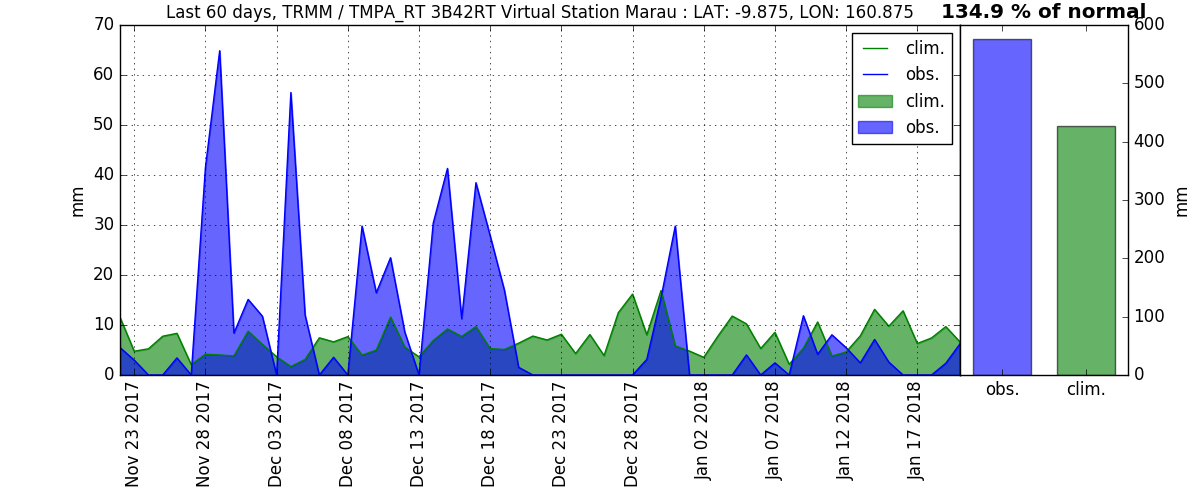 Last 60 days, TRMM / TMPA_RT 3B42RT Virtual Station Marau : LAT: -9.875, LON: 160.875
134.9 % of normal
70
60
50
40
30
20
10
0
mm
clim.
obs.
clim.
obs.
600
500
400
300
200
100
0
mm
obs.
clim.
Nov 23 2017
Nov 28 2017
Dec 03 2017
Dec 08 2017
Dec 13 2017
Dec 18 2017
Dec 23 2017
Dec 28 2017
Jan 02 2018
Jan 07 2018
Jan 12 2018
Jan 17 2018